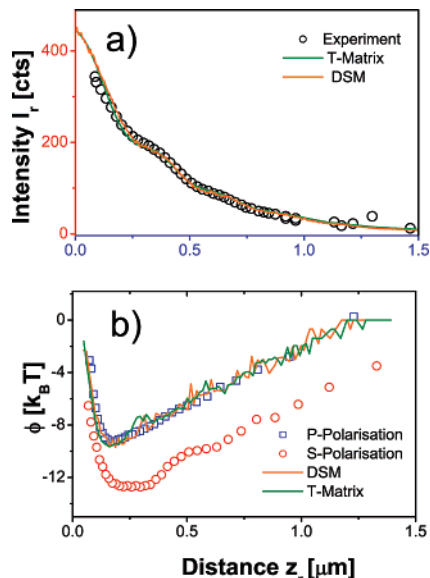 a)
Experiment
T-Matrix
DSM
Intensity I_r [cts]
400
200
0
0.0 0.5 1.0 1.5
b)
ϕ [k_BT]
0
-4
-8
-12
P-Polarisation
S-Polarisation
DSM
T-Matrix
0.0 0.5 1.0 1.5
Distance z_r [μm]